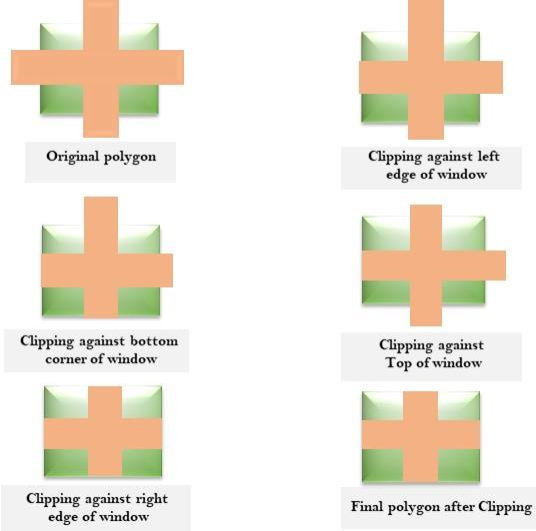 Original polygon
Clipping against left
edge of window
Clipping against bottom
corner of window
Clipping against
Top of window
Clipping against right
edge of window
Final polygon after Clipping